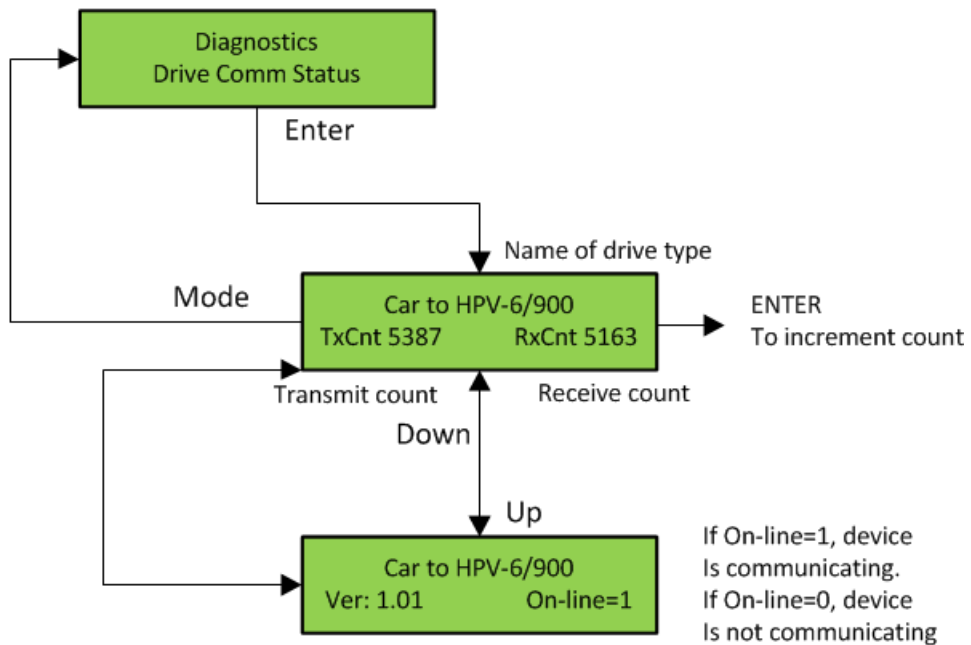 Diagnostics
Drive Comm Status
Enter
Name of drive type
Mode
Car to HPV-6/900
TxCnt 5387 RxCnt 5163
ENTER
To increment count
Transmit count
Receive count
Down
Up
Car to HPV-6/900
Ver: 1.01 On-line=1
If On-line=1, device
Is communicating.
If On-line=0, device
Is not communicating